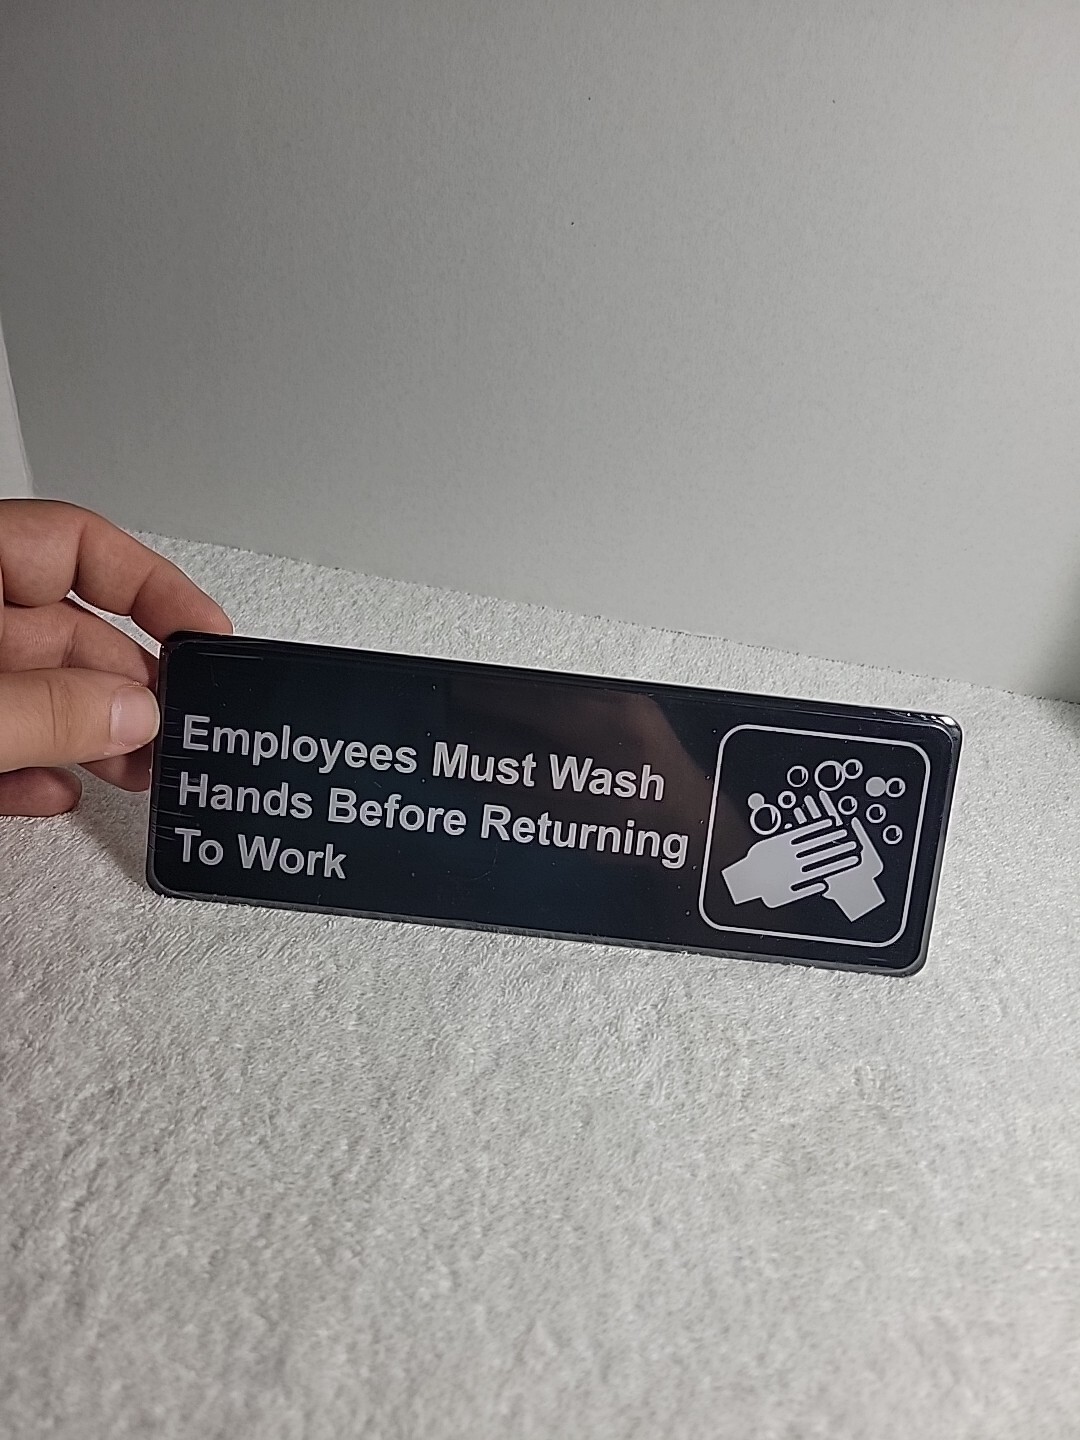 Employees Must Wash
Hands Before Returning
To Work